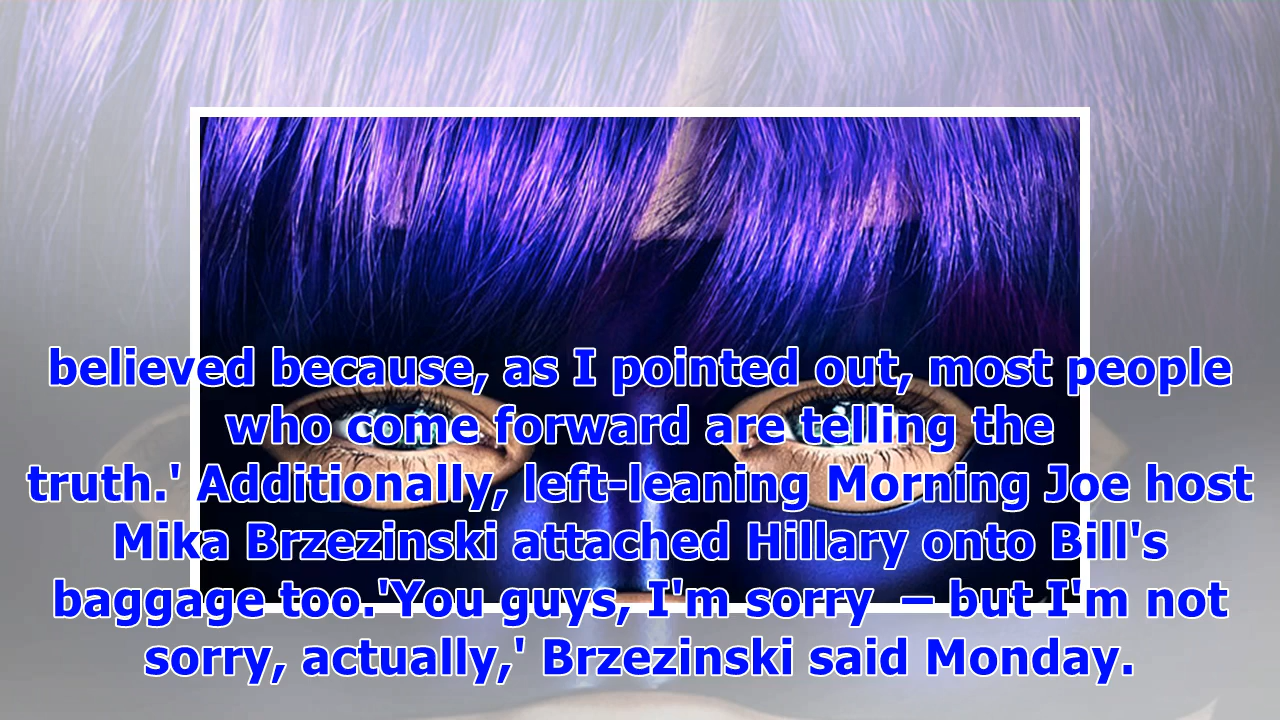 believed because, as I pointed out, most people
who come forward are telling the
truth.' Additionally, left-leaning Morning Joe host
Mika Brzezinski attached Hillary onto Bill's
baggage too.'You guys, I'm sorry  – but I'm not
sorry, actually,' Brzezinski said Monday.